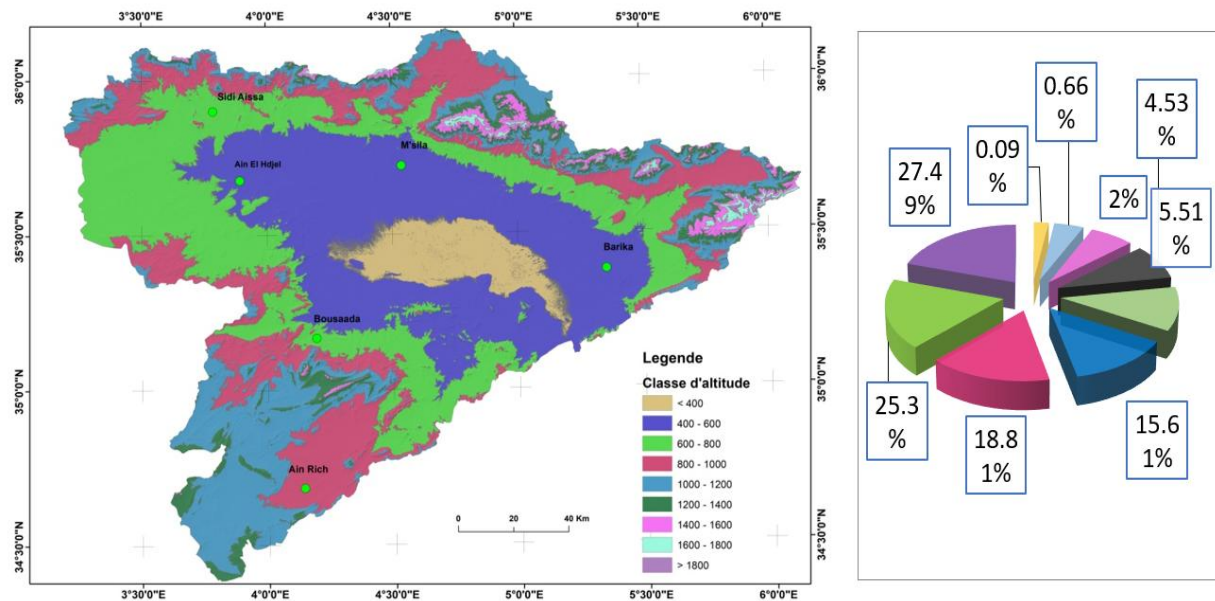 3°30'0"E 4°0'0"E 4°30'0"E 5°0'0"E 5°30'0"E 6°0'0"E
36°0'0"N
35°30'0"N
35°0'0"N
34°30'0"N
Sidi Aissa
M'sila
Ain El Hdjel
Barika
Bousaada
Ain Rich
Legende
Classe d'altitude
< 400
400 - 600
600 - 800
800 - 1000
1000 - 1200
1200 - 1400
1400 - 1600
1600 - 1800
> 1800
0 20 40 Km
36°0'0"N
35°30'0"N
35°0'0"N
34°30'0"N
3°30'0"E 4°0'0"E 4°30'0"E 5°0'0"E 5°30'0"E 6°0'0"E
0.66
%
4.53
%
0.09
%
27.4
9%
2%
5.51
%
25.3
%
18.8
1%
15.6
1%